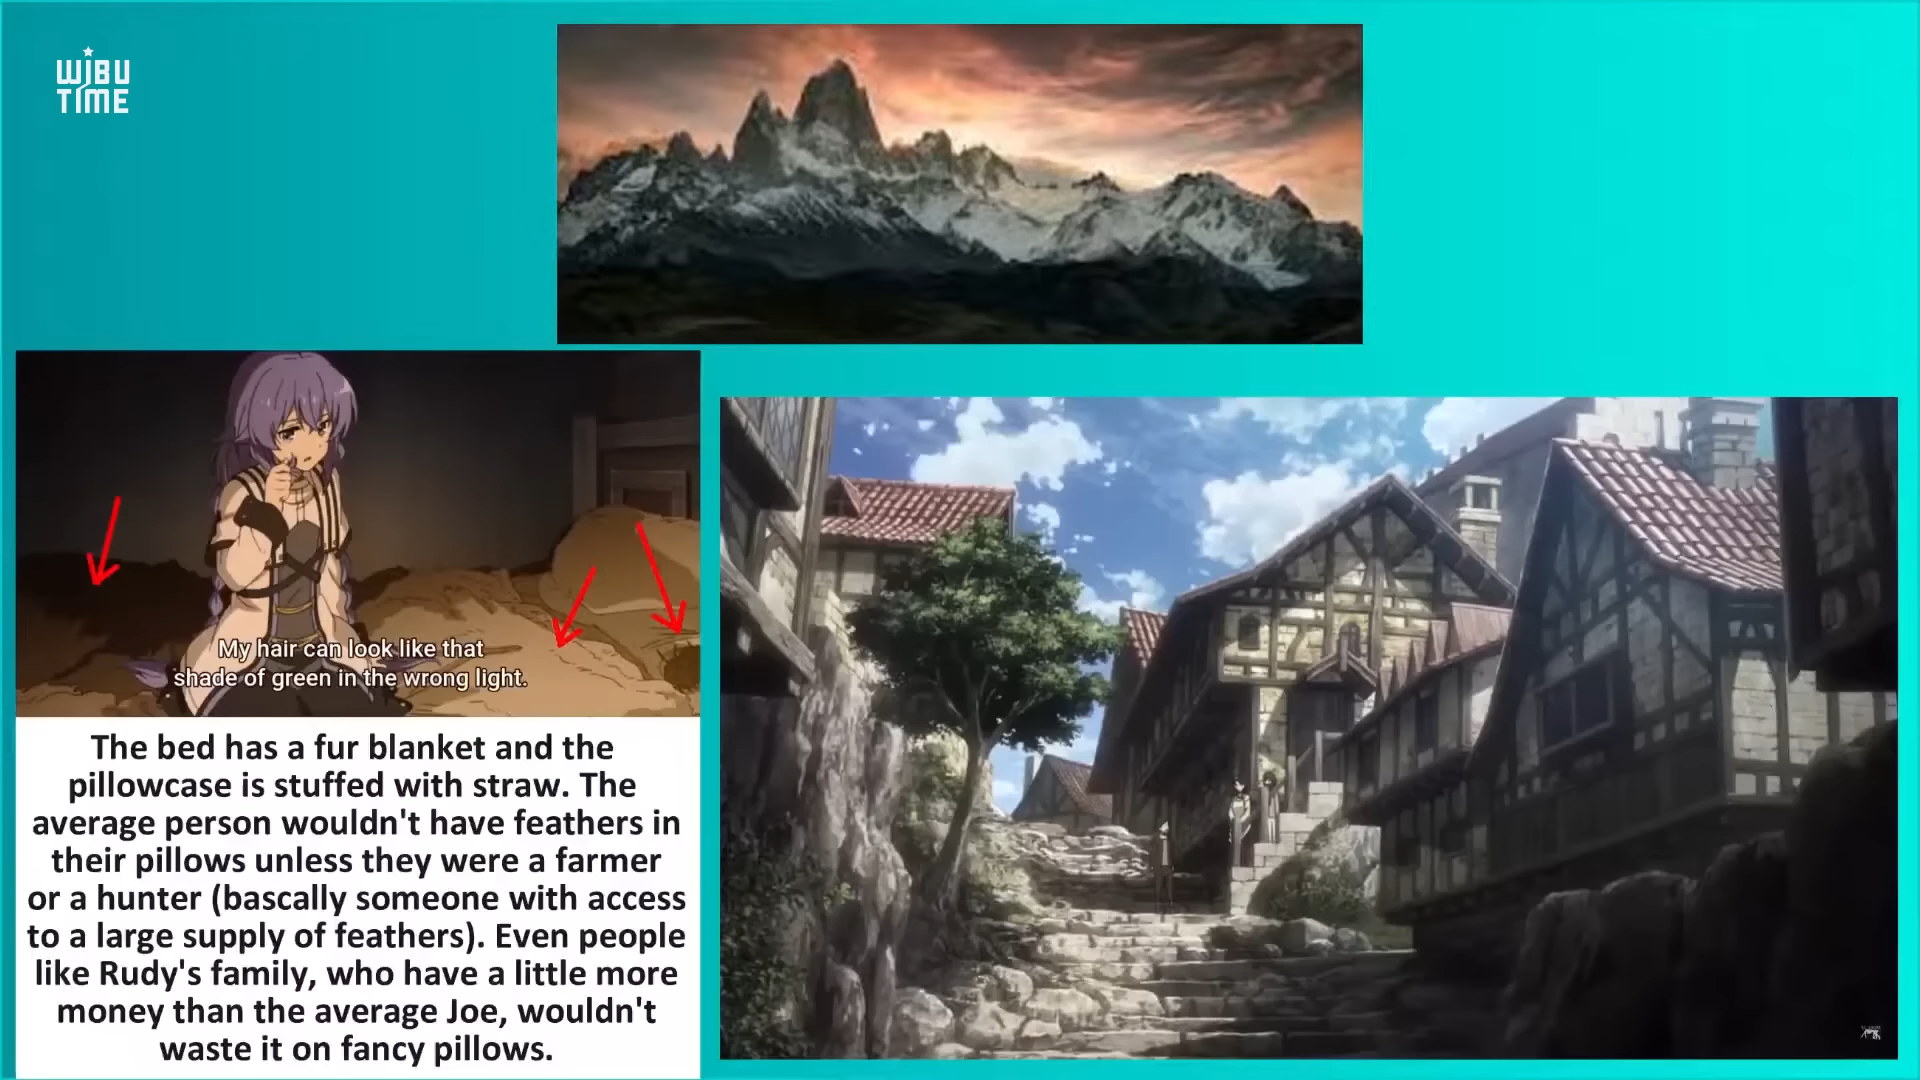 WIBU
TIME
My hair can look like that
shade of green in the wrong light.
The bed has a fur blanket and the
pillowcase is stuffed with straw. The
average person wouldn't have feathers in
their pillows unless they were a farmer
or a hunter (bascally someone with access
to a large supply of feathers). Even people
like Rudy's family, who have a little more
money than the average Joe, wouldn't
waste it on fancy pillows.